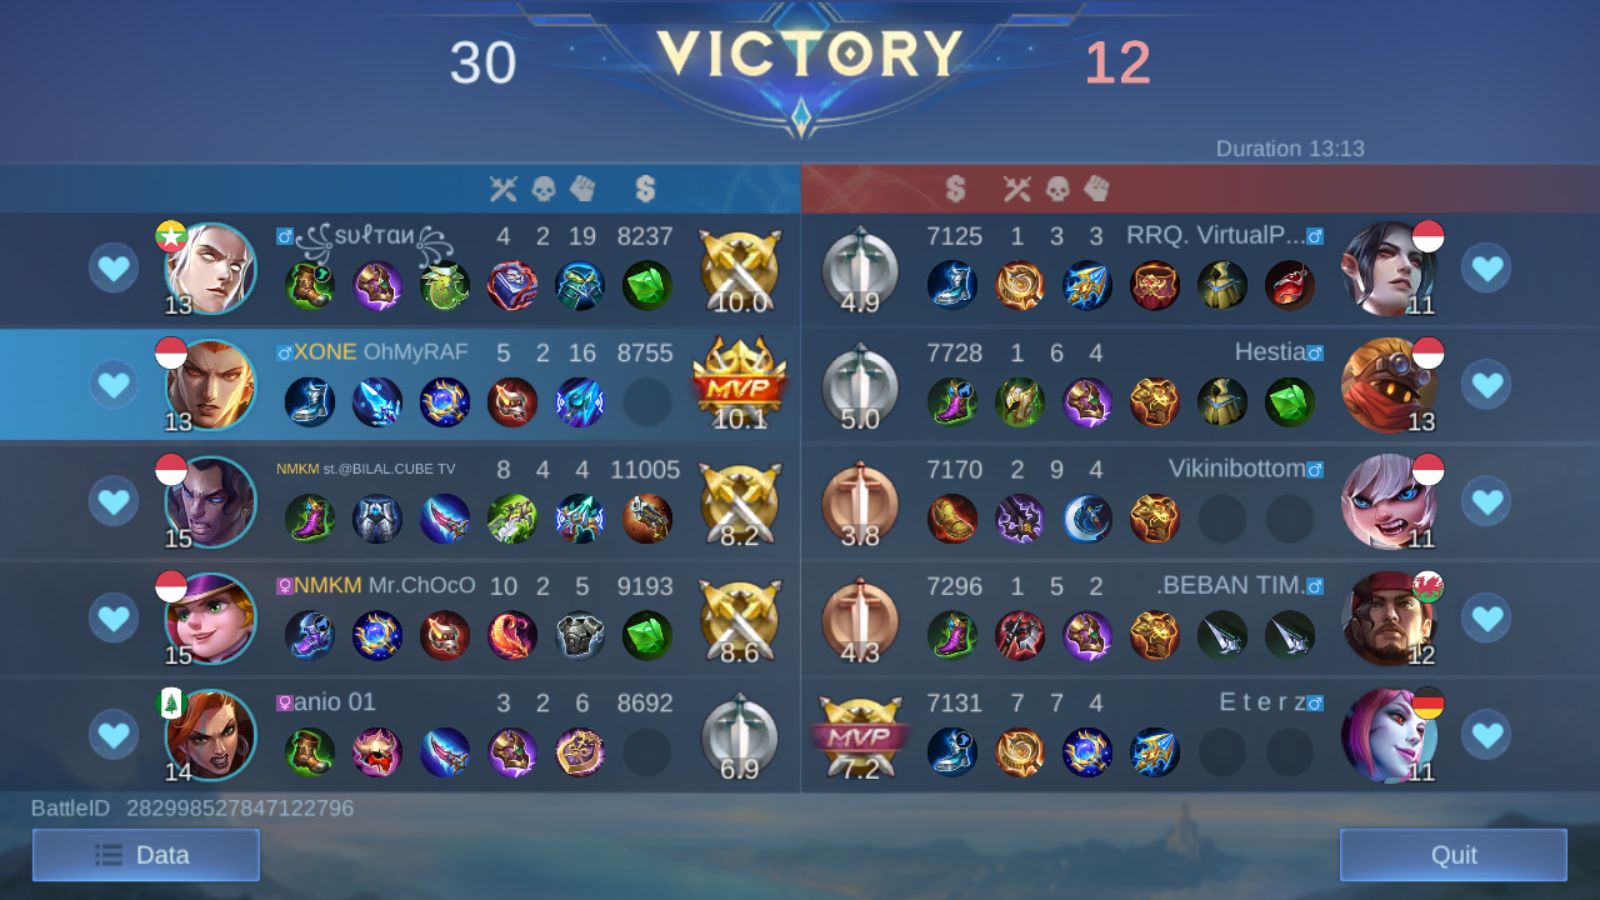 30 VICTORY 12
Duration 13:13
sυℓтαи 4 2 19 8237
13 10.0
4.9 7125 1 3 3 RRQ. VirtualP...
11
XONE OhMyRAF 5 2 16 8755
13 MVP 10.1
5.0 7728 1 6 4 Hestia
13
NMKM st.@BILAL.CUBE TV 8 4 4 11005
15 8.2
3.8 7170 2 9 4 Vikinibottom
11
NMKM Mr.ChOcO 10 2 5 9193
15 8.6
4.3 7296 1 5 2 .BEBAN TIM.
12
anio 01 3 2 6 8692
14 6.9
MVP 7.2 7131 7 7 4 E t e r z
11
BattleID 282998527847122796
Data
Quit